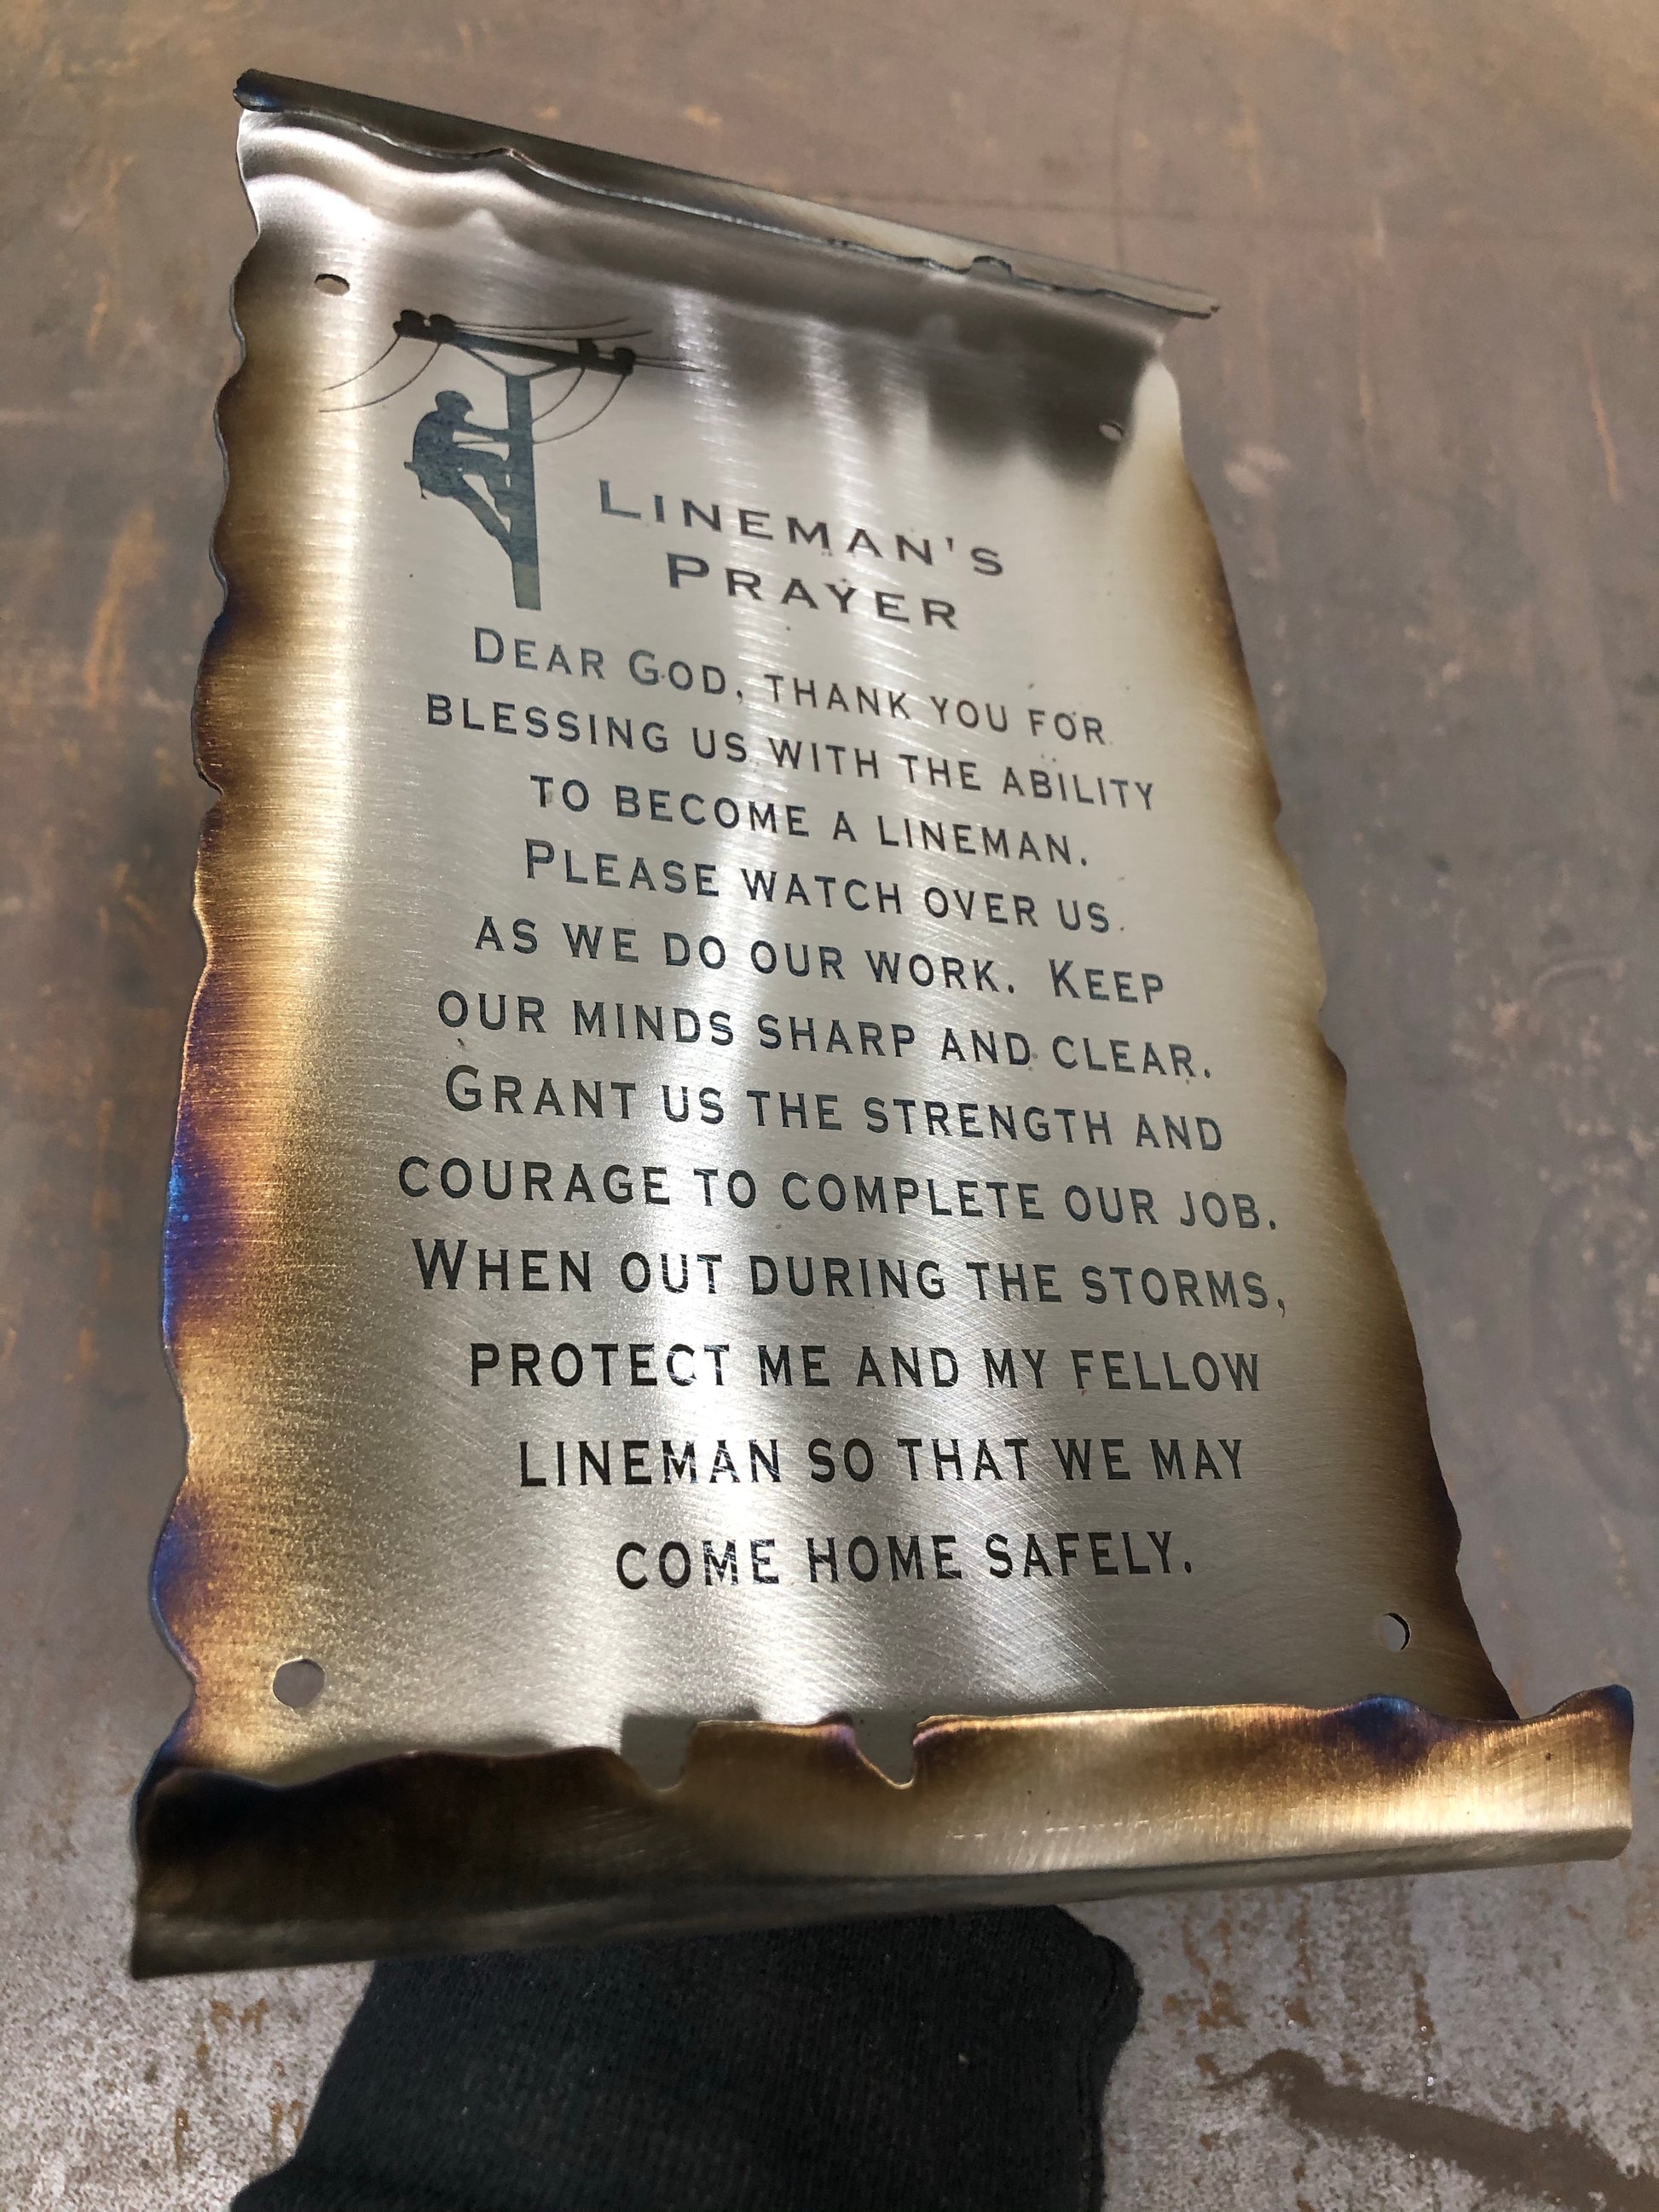 LINEMAN'S
PRAYER
DEAR GOD, THANK YOU FOR
BLESSING US WITH THE ABILITY
TO BECOME A LINEMAN.
PLEASE WATCH OVER US
AS WE DO OUR WORK. KEEP
OUR MINDS SHARP AND CLEAR.
GRANT US THE STRENGTH AND
COURAGE TO COMPLETE OUR JOB.
WHEN OUT DURING THE STORMS,
PROTECT ME AND MY FELLOW
LINEMAN SO THAT WE MAY
COME HOME SAFELY.